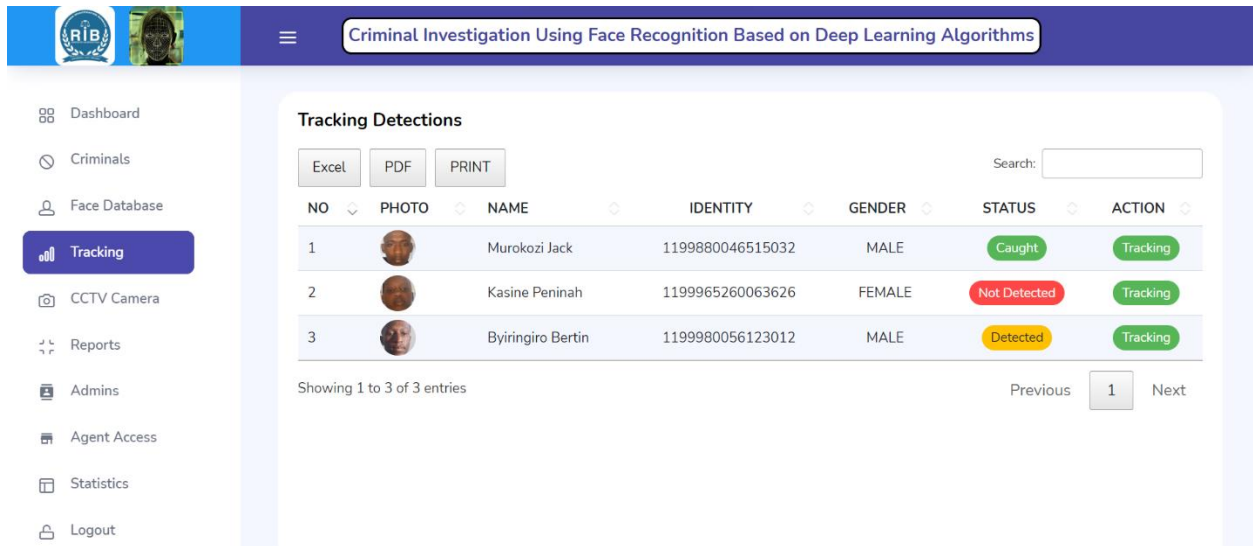 RIB
Criminal Investigation Using Face Recognition Based on Deep Learning Algorithms
Dashboard
Criminals
Face Database
Tracking
CCTV Camera
Reports
Admins
Agent Access
Statistics
Logout
Tracking Detections
Excel PDF PRINT Search:
NO PHOTO NAME IDENTITY GENDER STATUS ACTION
1 Murokozi Jack 1199880046515032 MALE Caught Tracking
2 Kasine Peninah 1199965260063626 FEMALE Not Detected Tracking
3 Byiringiro Bertin 1199980056123012 MALE Detected Tracking
Showing 1 to 3 of 3 entries Previous 1 Next